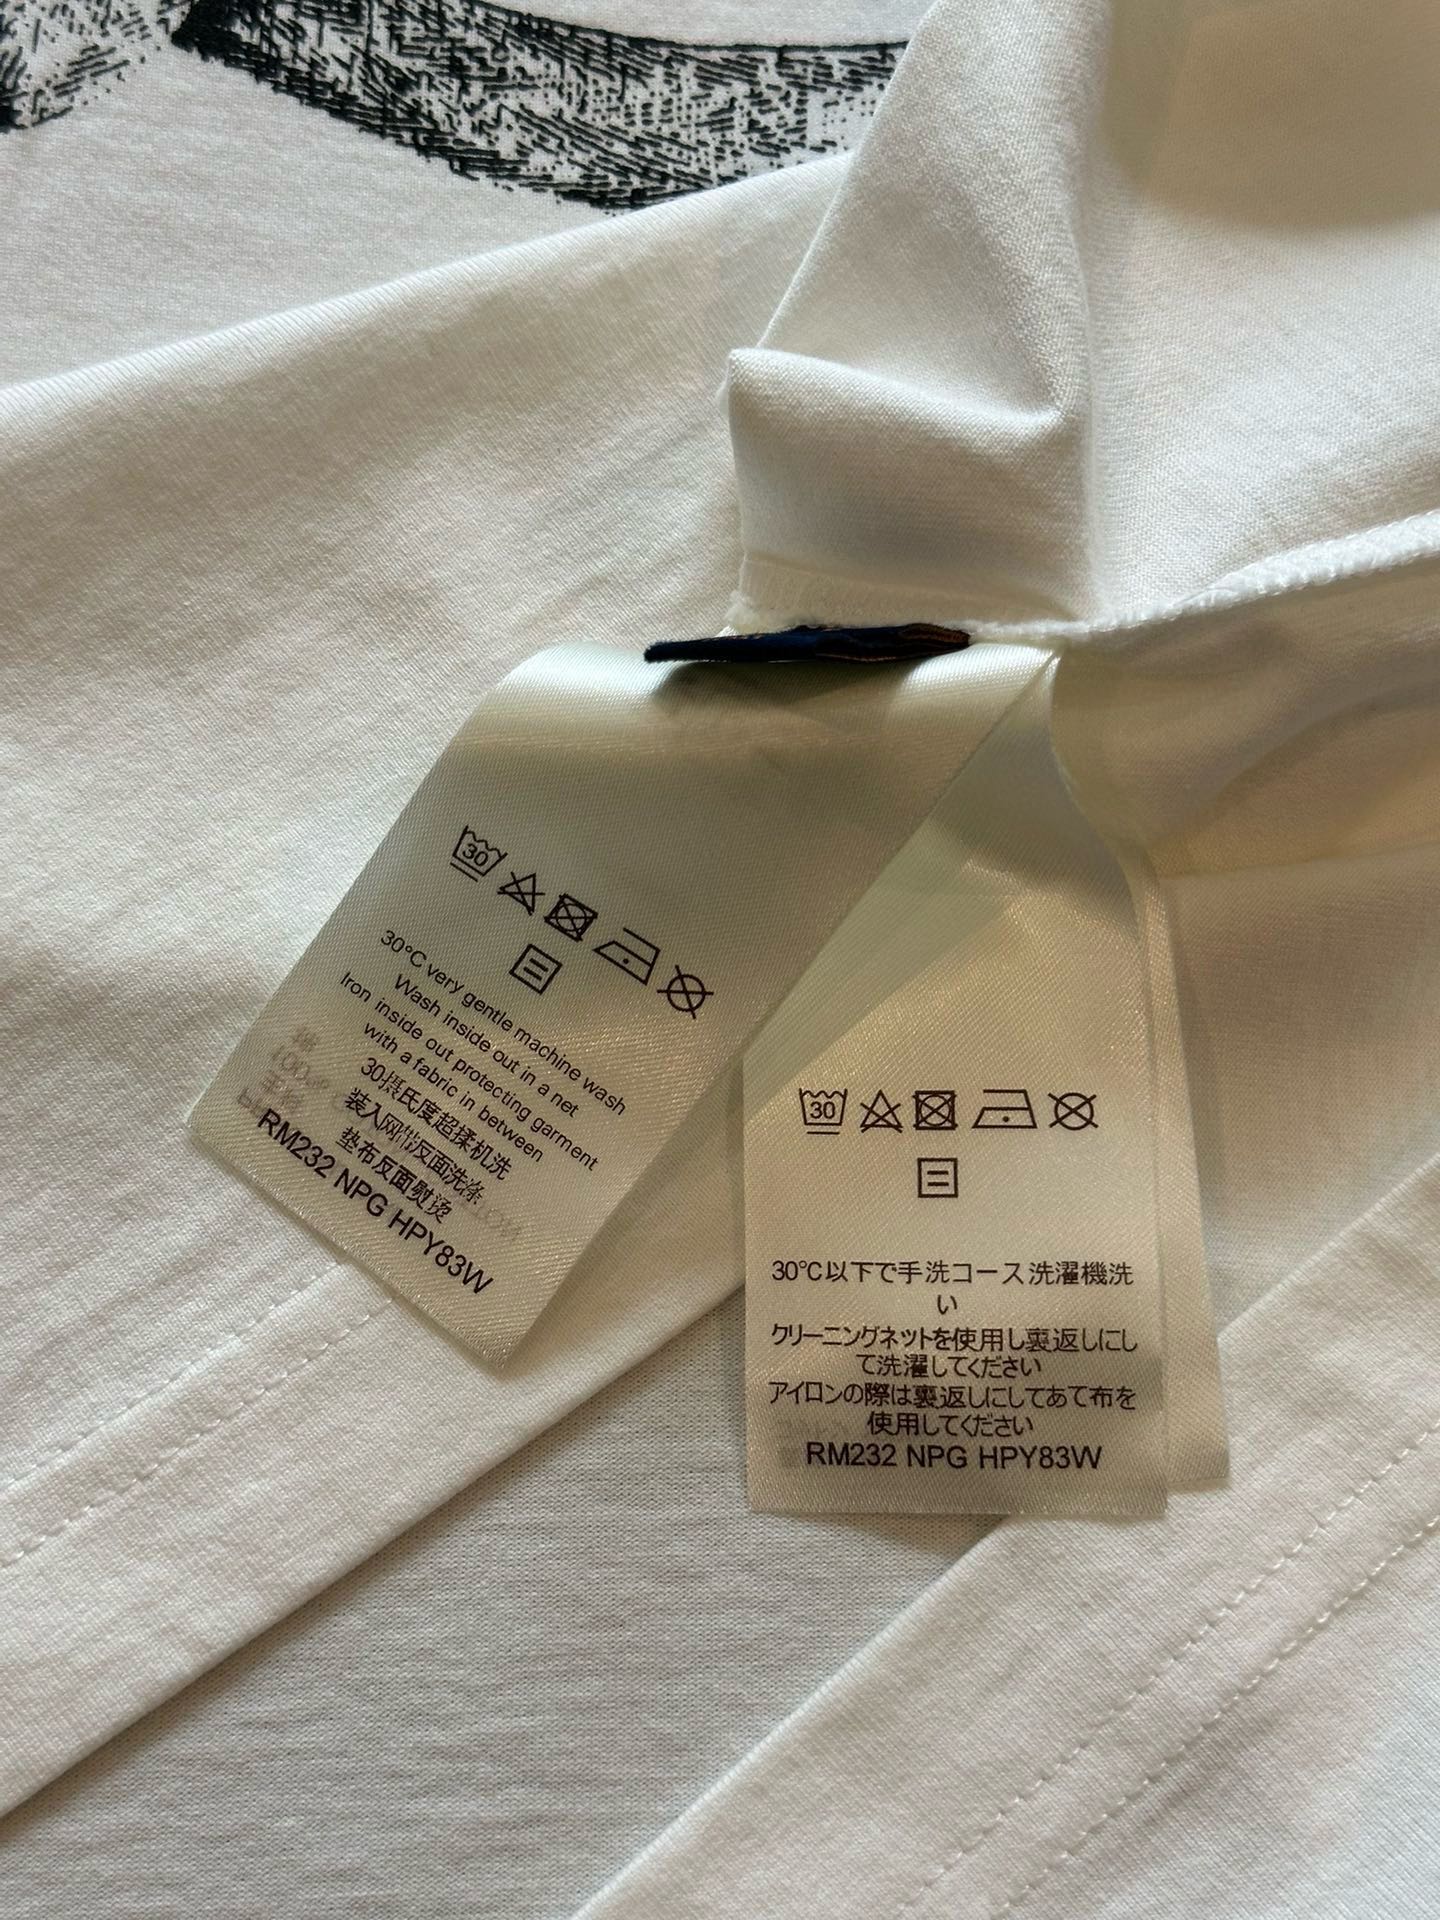 30
30°C very gentle machine wash
Wash inside out in a net
Iron inside out protecting garment
with a fabric in between
30摄氏度超揉机洗
装入网袋反面洗涤
垫布反面熨烫
RM232 NPG HPY83W
30
30℃以下で手洗コース洗濯機洗
い
クリーニングネットを使用し裏返しにし
て洗濯してください
アイロンの際は裏返しにしてあて布を
使用してください
RM232 NPG HPY83W